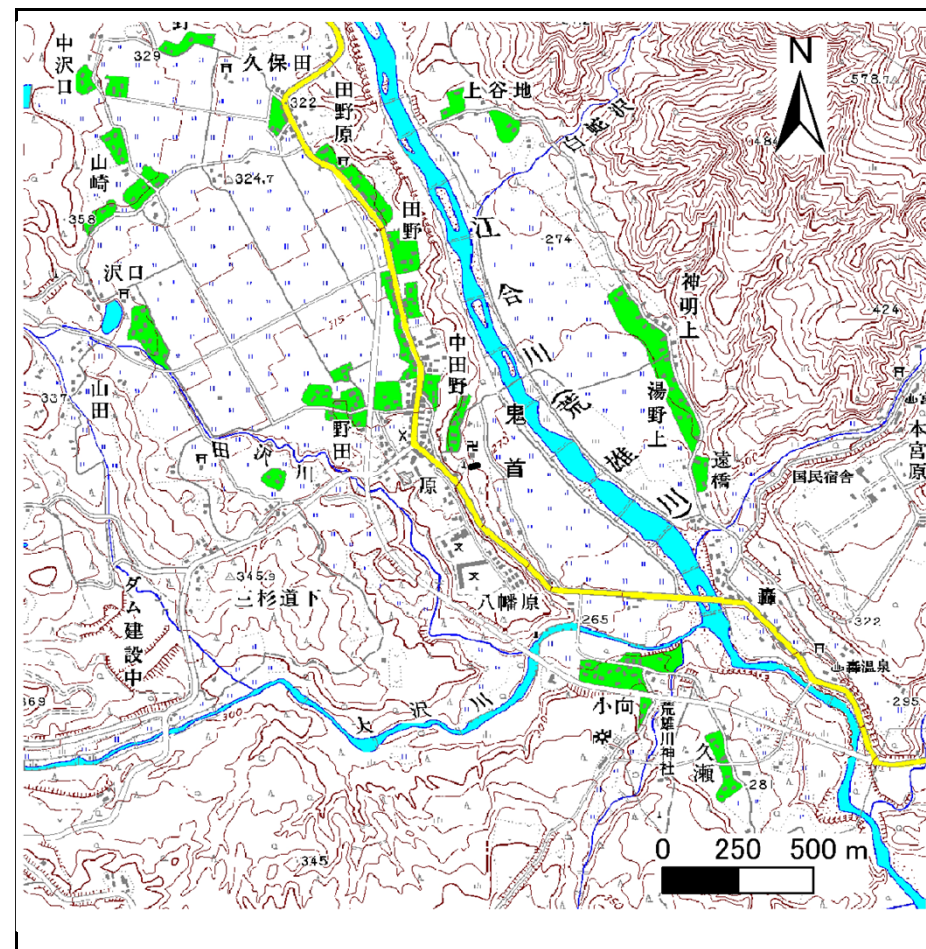 中沢口
329
久保田
322
田野原
上谷地
白蛇沢
578.7
N
山崎
324.7
358
田野
江合川(荒雄川)
274
神明上
424
沢口
315
中田野
湯野上
337
山田
野田
田沢川
鬼首
遠橋
国民宿舎
本宮原
原
ダム建設中
345.9
二杉道下
八幡原
265
轟
322
轟温泉
369
300
大沢川
小向
荒雄川神社
久瀬
295
281
345
0 250 500 m